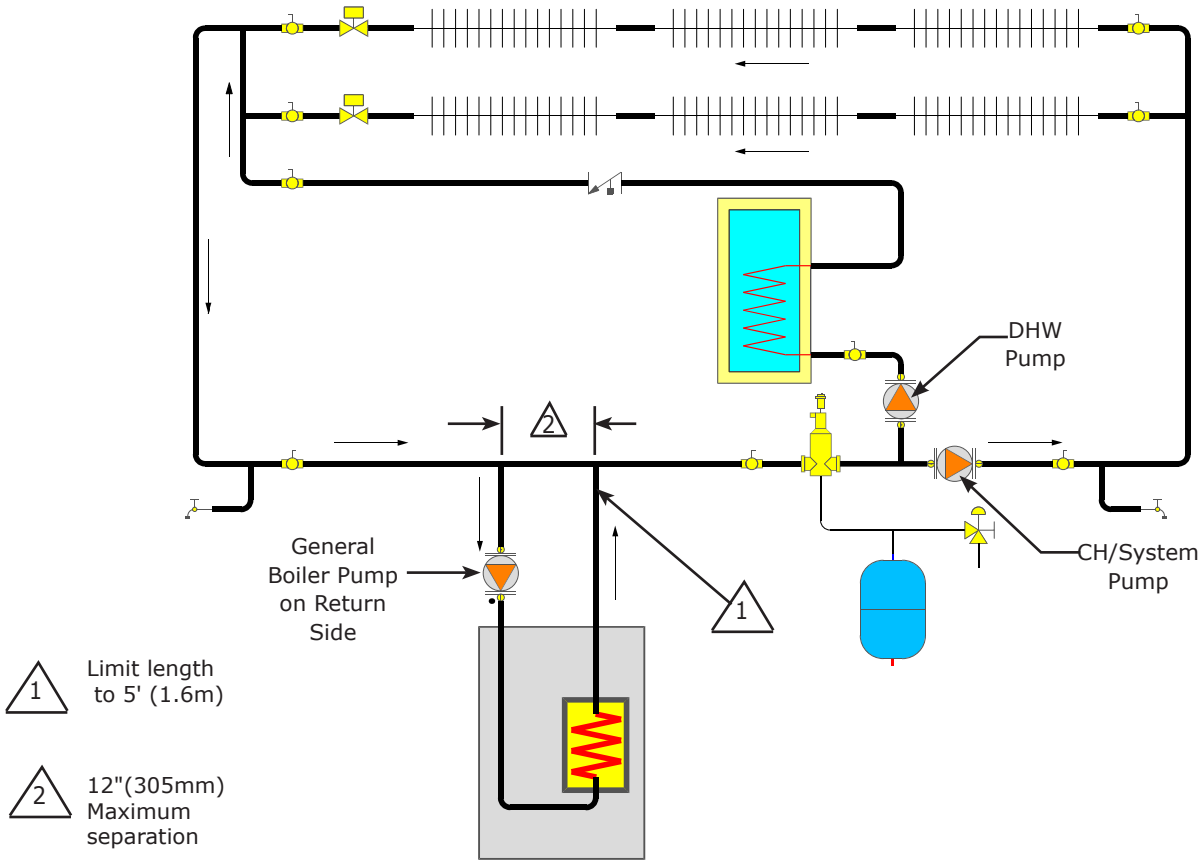 DHW
Pump
2
General
Boiler Pump
on Return
Side
CH/System
Pump
1
1
Limit length
to 5' (1.6m)
2
12"(305mm)
Maximum
separation